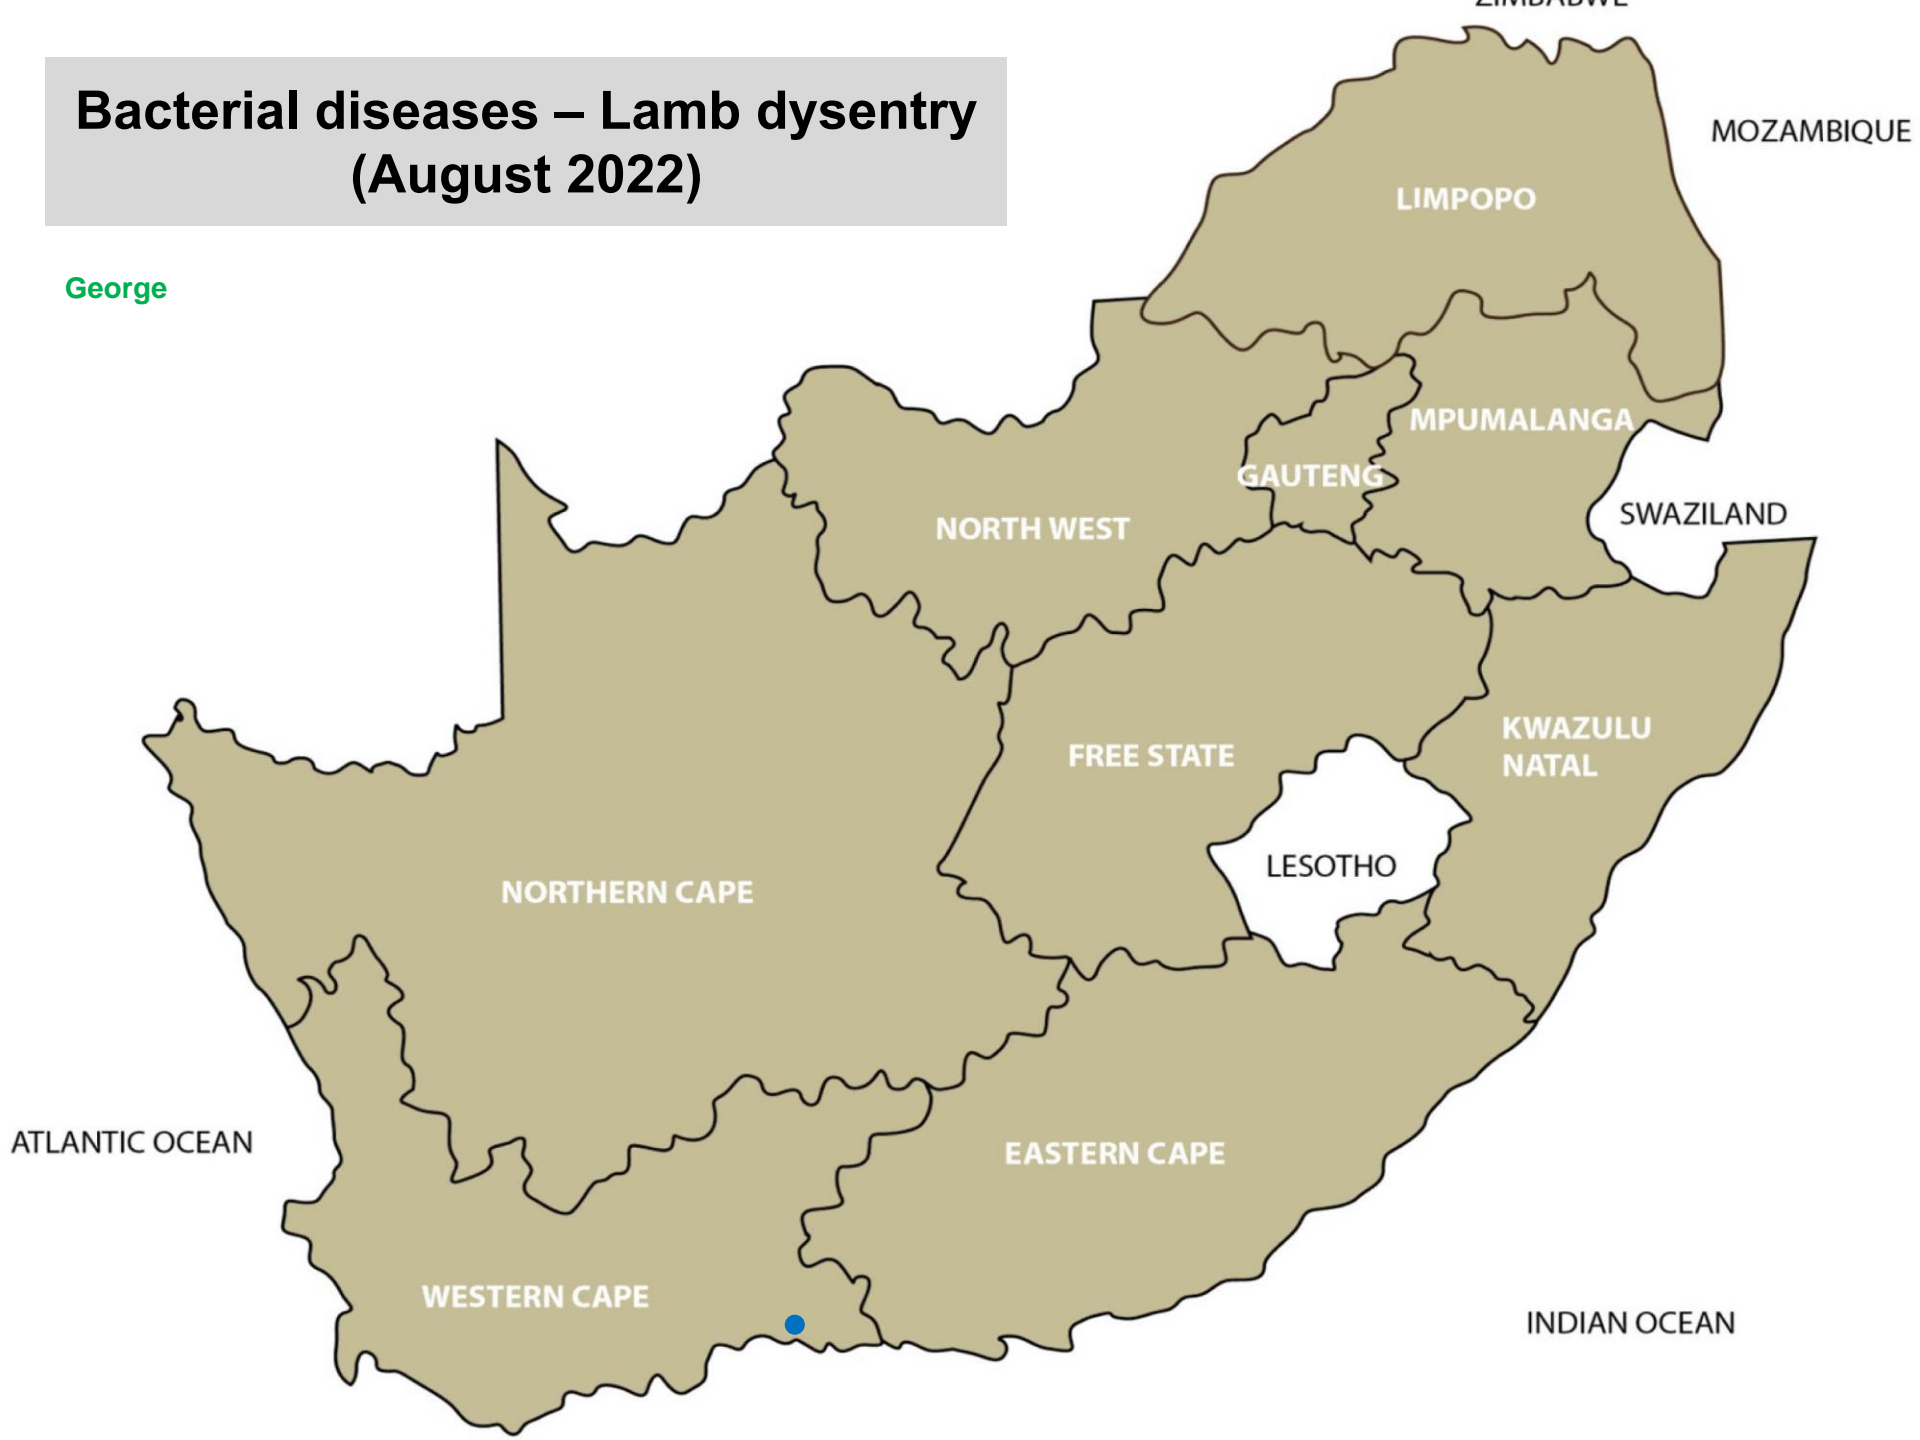 ZIMBABWE
Bacterial diseases – Lamb dysentry
(August 2022)
MOZAMBIQUE
LIMPOPO
George
MPUMALANGA
GAUTENG
SWAZILAND
NORTH WEST
KWAZULU
NATAL
FREE STATE
LESOTHO
NORTHERN CAPE
ATLANTIC OCEAN
EASTERN CAPE
WESTERN CAPE
INDIAN OCEAN